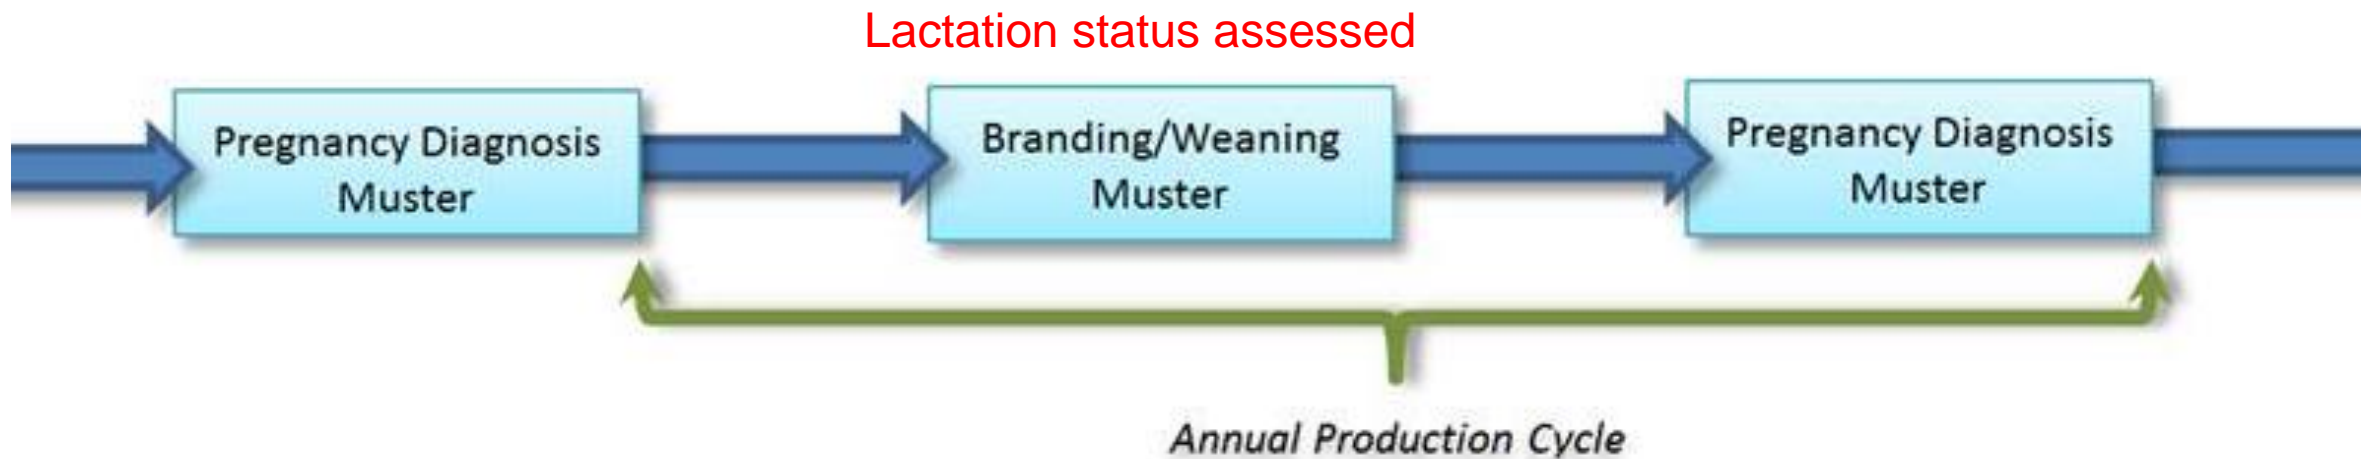 Lactation status assessed
Pregnancy Diagnosis
Muster
Branding/Weaning
Muster
Pregnancy Diagnosis
Muster
Annual Production Cycle